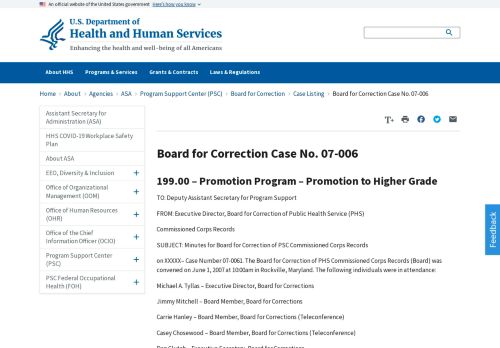 An official website of the United States government Here's how you know
U.S. Department of
Health and Human Services
Enhancing the health and well-being of all Americans
About HHS Programs & Services Grants & Contracts Laws & Regulations
Home > About > Agencies > ASA > Program Support Center (PSC) > Board for Correction > Case Listing > Board for Correction Case No. 07-006
Assistant Secretary for
Administration (ASA)
HHS COVID-19 Workplace Safety
Plan
About ASA
EEO, Diversity & Inclusion
Office of Organizational
Management (OOM)
Office of Human Resources
(OHR)
Office of the Chief
Information Officer (OCIO)
Program Support Center
(PSC)
PSC Federal Occupational
Health (FOH)
T+
Board for Correction Case No. 07-006
199.00 – Promotion Program – Promotion to Higher Grade
TO: Deputy Assistant Secretary for Program Support
FROM: Executive Director, Board for Correction of Public Health Service (PHS)
Commissioned Corps Records
SUBJECT: Minutes for Board for Correction of PSC Commissioned Corps Records
on XXXXX– Case Number 07-0061. The Board for Correction of PHS Commissioned Corps Records (Board) was
convened on June 1, 2007 at 10:00am in Rockville, Maryland. The following individuals were in attendance:
Michael A. Tyllas – Executive Director, Board for Corrections
Jimmy Mitchell – Board Member, Board for Corrections
Carrie Hanley – Board Member, Board for Corrections (Teleconference)
Casey Chosewood – Board Member, Board for Corrections (Teleconference)
Feedback